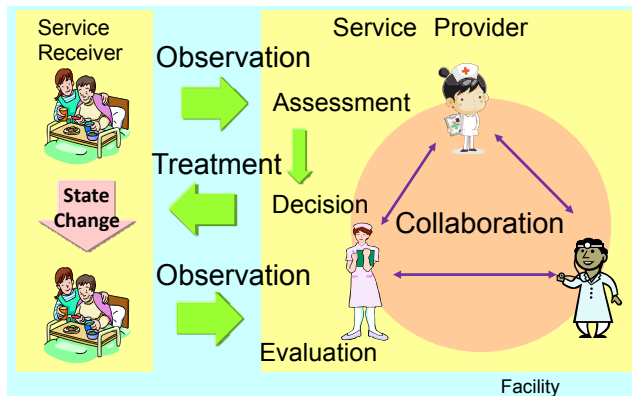 Service
Receiver
Observation
Service Provider
Assessment
Treatment
Decision
State
Change
Collaboration
Observation
Evaluation
Facility